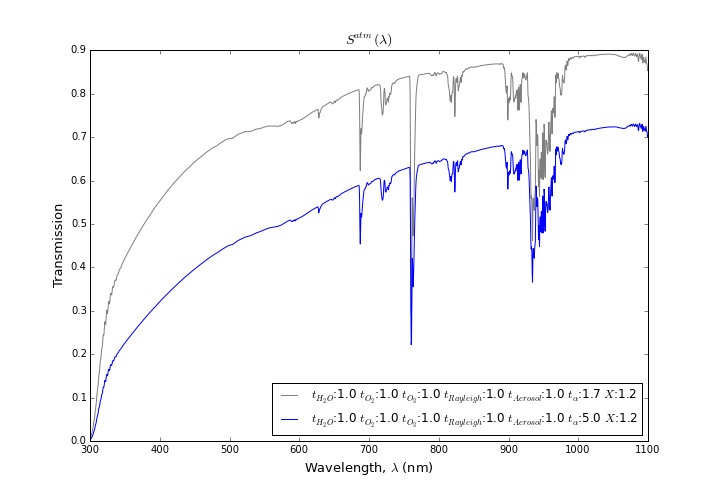 S^{atm}(λ)
0.9
0.8
0.7
0.6
0.5
0.4
0.3
0.2
0.1
0.0
Transmission
t_{H_2O}:1.0 t_{O_2}:1.0 t_{O_3}:1.0 t_{Rayleigh}:1.0 t_{Aerosol}:1.0 t_α:1.7 X:1.2
t_{H_2O}:1.0 t_{O_2}:1.0 t_{O_3}:1.0 t_{Rayleigh}:1.0 t_{Aerosol}:1.0 t_α:5.0 X:1.2
300 400 500 600 700 800 900 1000 1100
Wavelength, λ (nm)